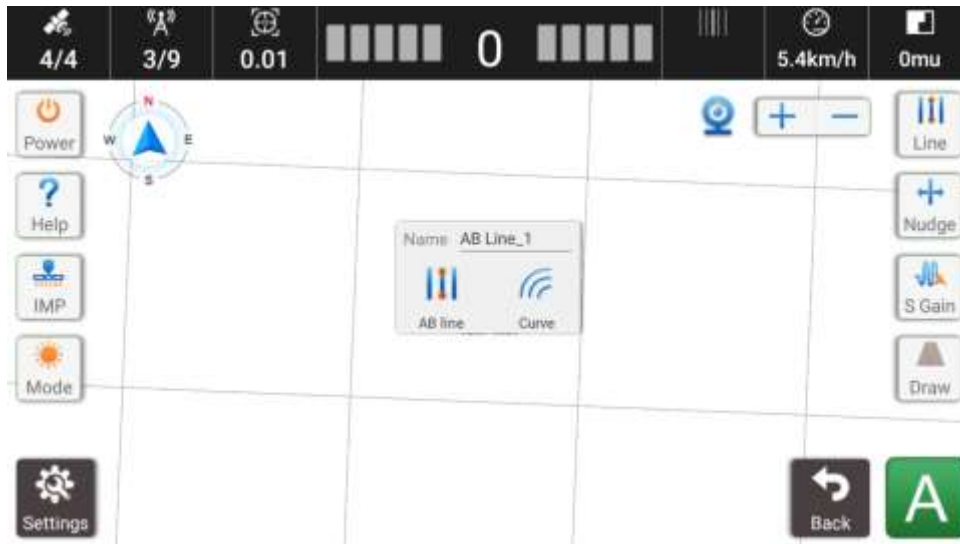 4/4
3/9
0.01
0
5.4km/h
0mu
Power
N
W
E
S
Line
Help
Nudge
Name AB Line_1
IMP
AB line
Curve
S Gain
Mode
Draw
Settings
Back
A